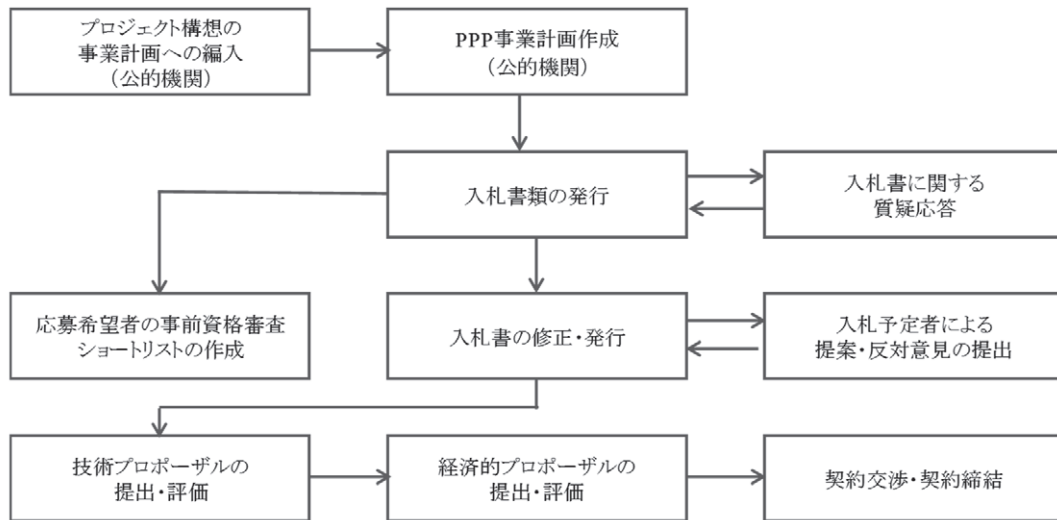 プロジェクト構想の
事業計画への編入
（公的機関）
PPP事業計画作成
（公的機関）
入札書類の発行
入札書に関する
質疑応答
応募希望者の事前資格審査
ショートリストの作成
入札書の修正・発行
入札予定者による
提案・反対意見の提出
技術プロポーザルの
提出・評価
経済的プロポーザルの
提出・評価
契約交渉・契約締結